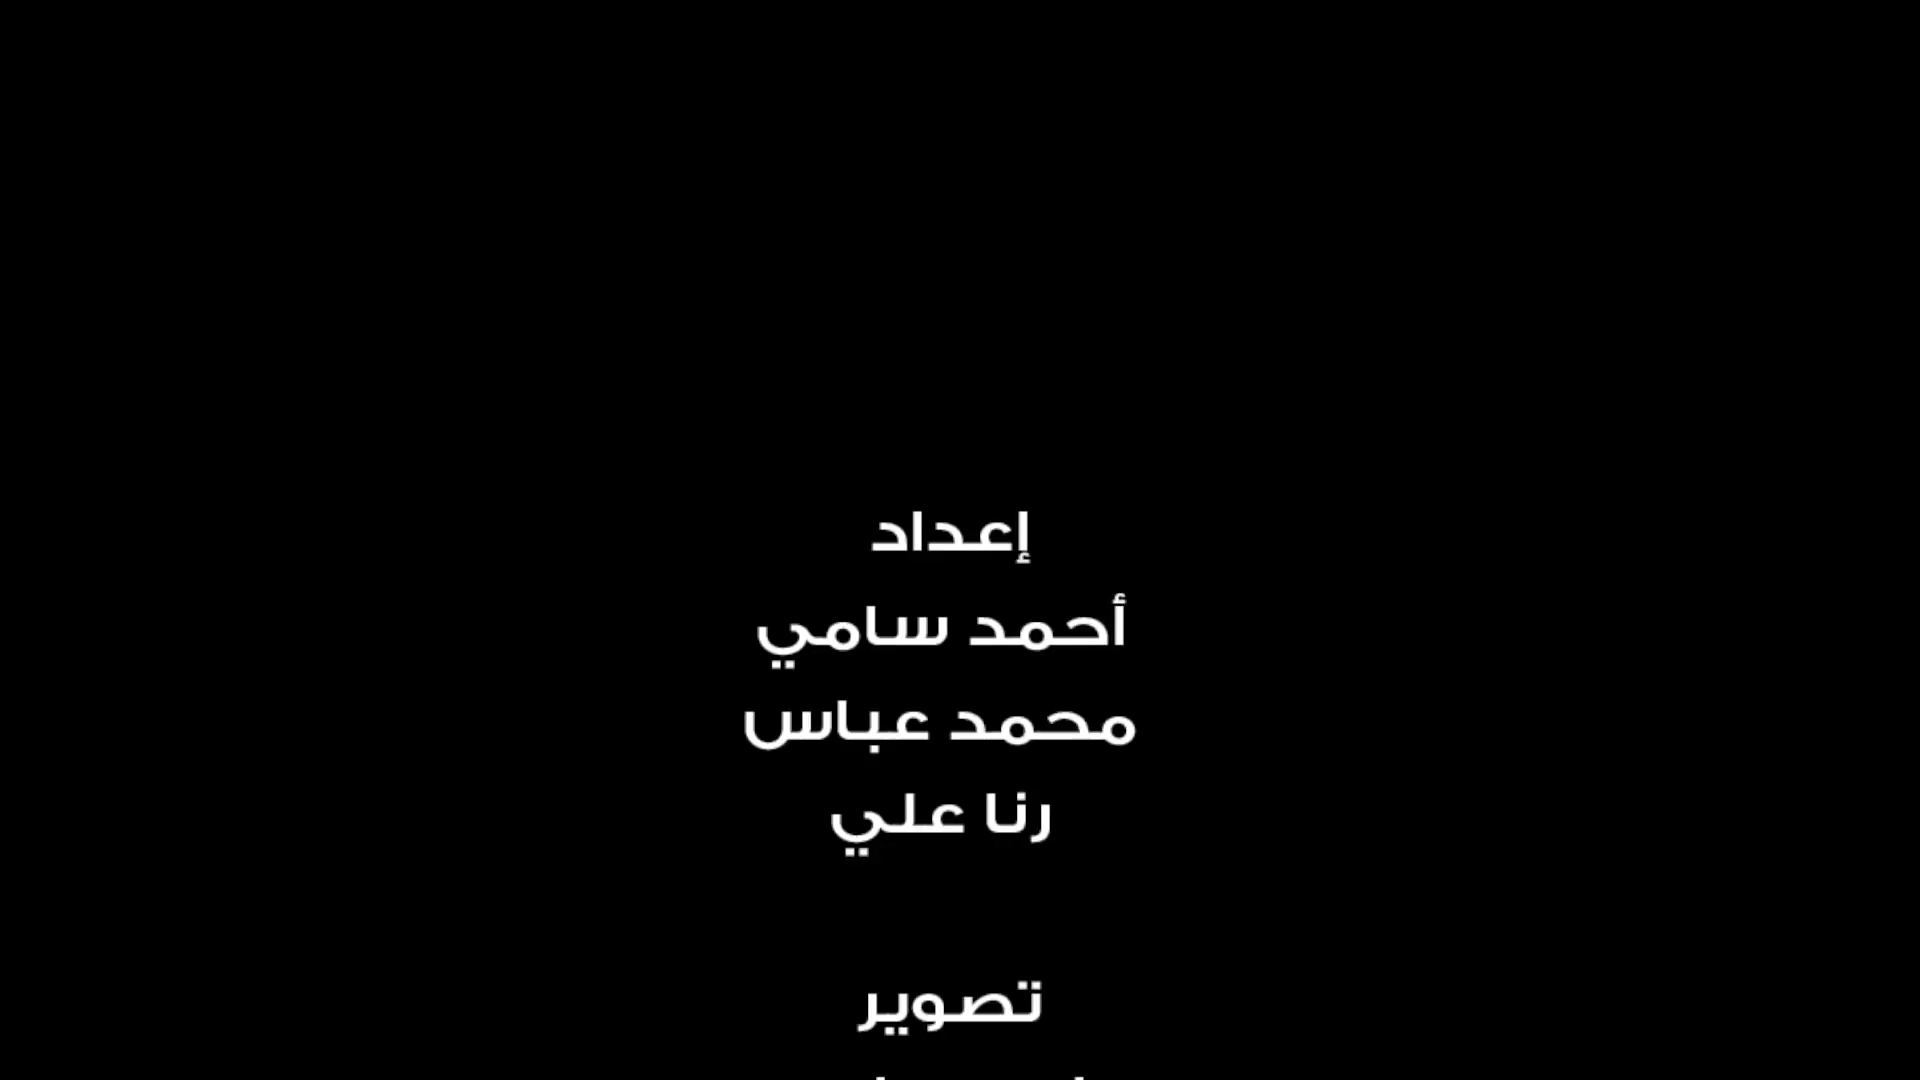 إعداد
أحمد سامي
محمد عباس
رنا علي
تصوير